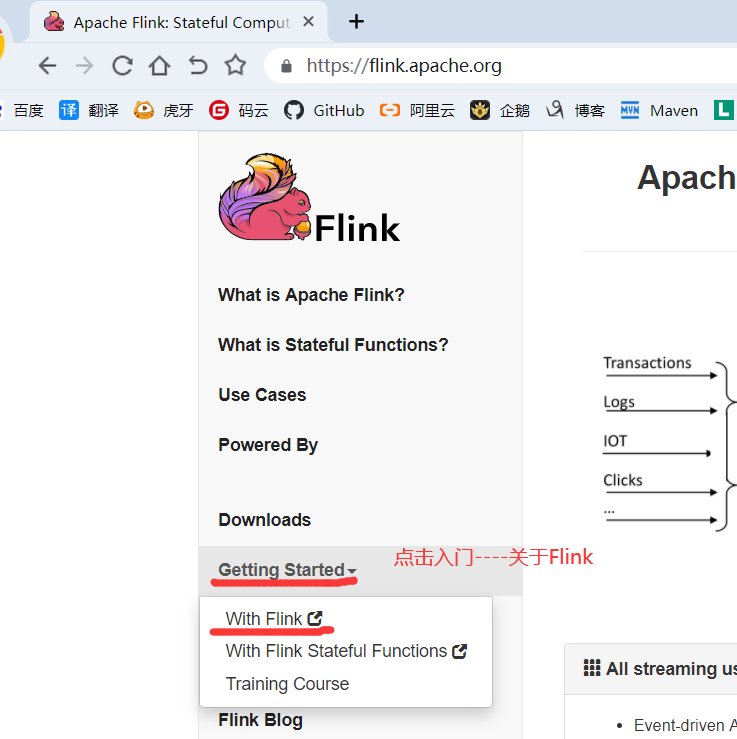 Apache Flink: Stateful Comput
https://flink.apache.org
百度 翻译 虎牙 码云 GitHub 阿里云 企鹅 博客 Maven
Flink
Apach
What is Apache Flink?
What is Stateful Functions?
Use Cases
Powered By
Transactions
Logs
IOT
Clicks
...
Downloads
Getting Started
点击入门----关于Flink
With Flink
With Flink Stateful Functions
Training Course
Flink Blog
All streaming us
Event-driven A